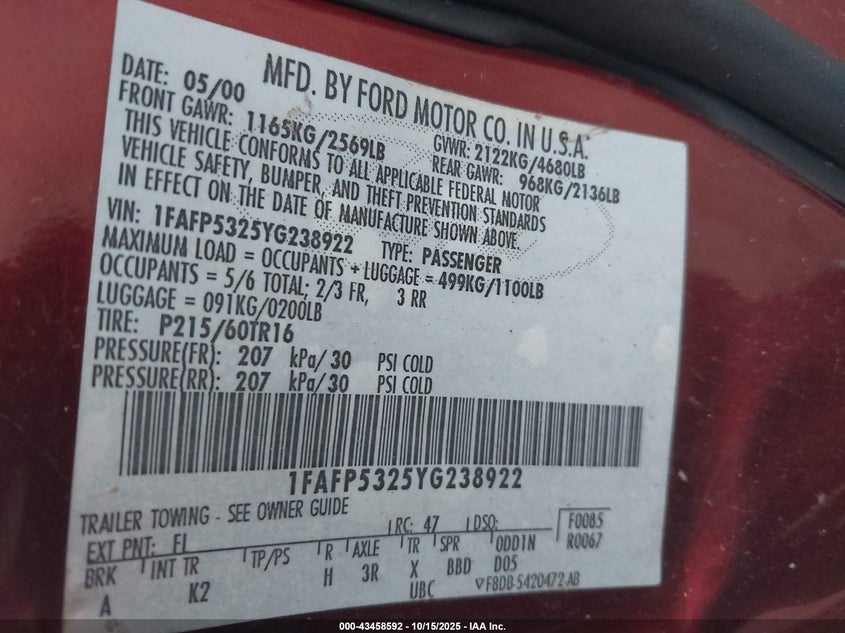 MFD. BY FORD MOTOR CO. IN U.S.A.
DATE: 05/00 GVWR: 2122KG/4680LB
FRONT GAWR: 1165KG/2569LB REAR GAWR: 968KG/2136LB
THIS VEHICLE CONFORMS TO ALL APPLICABLE FEDERAL MOTOR
VEHICLE SAFETY, BUMPER, AND THEFT PREVENTION STANDARDS
IN EFFECT ON THE DATE OF MANUFACTURE SHOWN ABOVE.
VIN: 1FAFP5325YG238922 TYPE: PASSENGER
MAXIMUM LOAD = OCCUPANTS + LUGGAGE = 499KG/1100LB
OCCUPANTS = 5/6 TOTAL; 2/3 FR, 3 RR
LUGGAGE = 091KG/0200LB
TIRE: P215/60TR16
PRESSURE(FR): 207 kPa/30 PSI COLD
PRESSURE(RR): 207 kPa/30 PSI COLD
1FAFP5325YG238922
TRAILER TOWING - SEE OWNER GUIDE
EXT PNT: FL RC: 47 DSO: F0085
BRK INT TR TP/PS R AXLE TR SPR ODD1N R0067
A K2 H 3R X BBD D05
UBC F8DB-5420472-AB
000-43458592 - 10/15/2025 - IAA Inc.